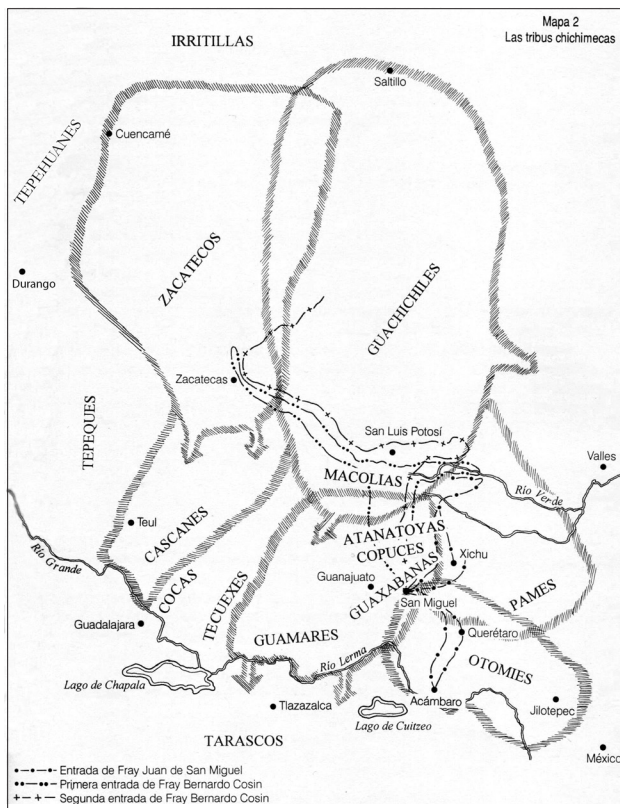 Mapa 2
Las tribus chichimecas
IRRITILLAS
Saltillo
Cuencamé
TEPEHUANES
Durango
ZACATECOS
GUACHICHILES
Zacatecas
San Luis Potosí
TEPEQUES
MACOLIAS
Valles
Río Verde
Teul
CASCANES
ATANATOYAS
COPUCES
Xichu
Río Grande
COCAS
Guanajuato
GUAXABANAS
PAMES
San Miguel
TECUEXES
Guadalajara
GUAMARES
Querétaro
Río Lerma
OTOMIES
Lago de Chapala
Acámbaro
Jilotepec
Tlazazalca
Lago de Cuitzeo
TARASCOS
México
Entrada de Fray Juan de San Miguel
Primera entrada de Fray Bernardo Cosin
Segunda entrada de Fray Bernardo Cosin